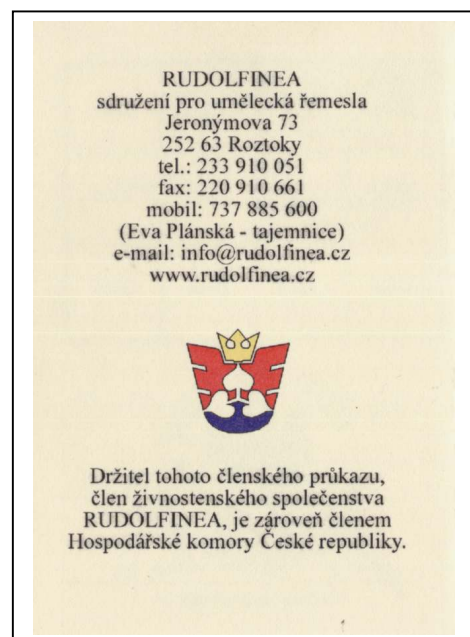 RUDOLFINEA
sdružení pro umělecká řemesla
Jeronýmova 73
252 63 Roztoky
tel.: 233 910 051
fax: 220 910 661
mobil: 737 885 600
(Eva Plánská - tajemnice)
e-mail: info@rudolfinea.cz
www.rudolfinea.cz
Držitel tohoto členského průkazu,
člen živnostenského společenstva
RUDOLFINEA, je zároveň členem
Hospodářské komory České republiky.